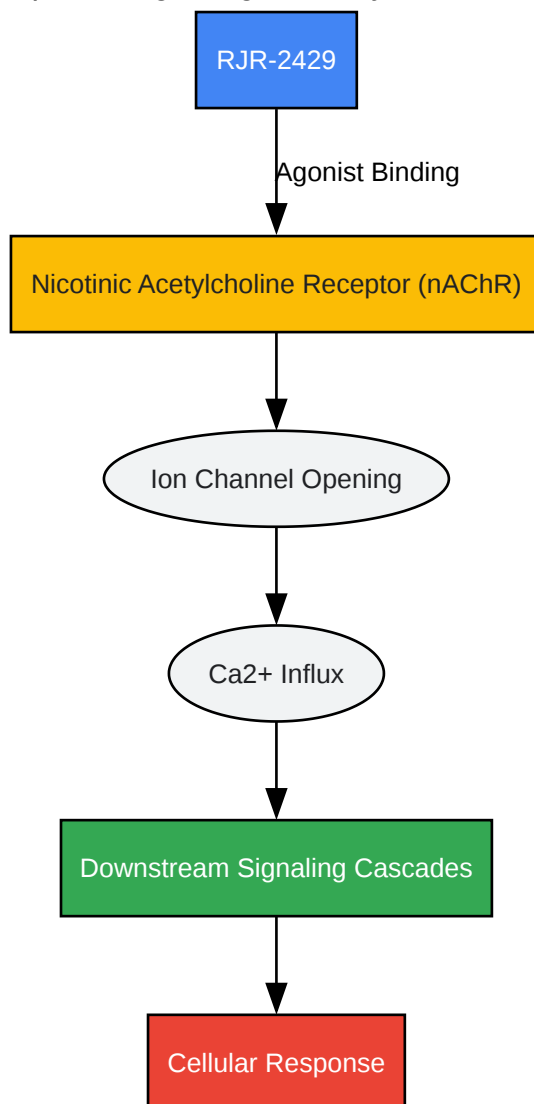 RJR-2429
Agonist Binding
Nicotinic Acetylcholine Receptor (nAChR)
Ion Channel Opening
Ca2+ Influx
Downstream Signaling Cascades
Cellular Response